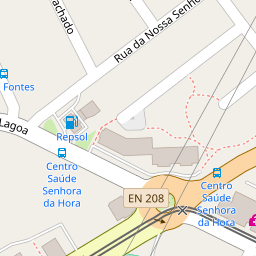 achado
Rua da Nossa Senho
Fontes
Lagoa
Repsol
Centro
Saúde
Senhora
da Hora
EN 208
Centro
Saúde
Senhora
da Hora